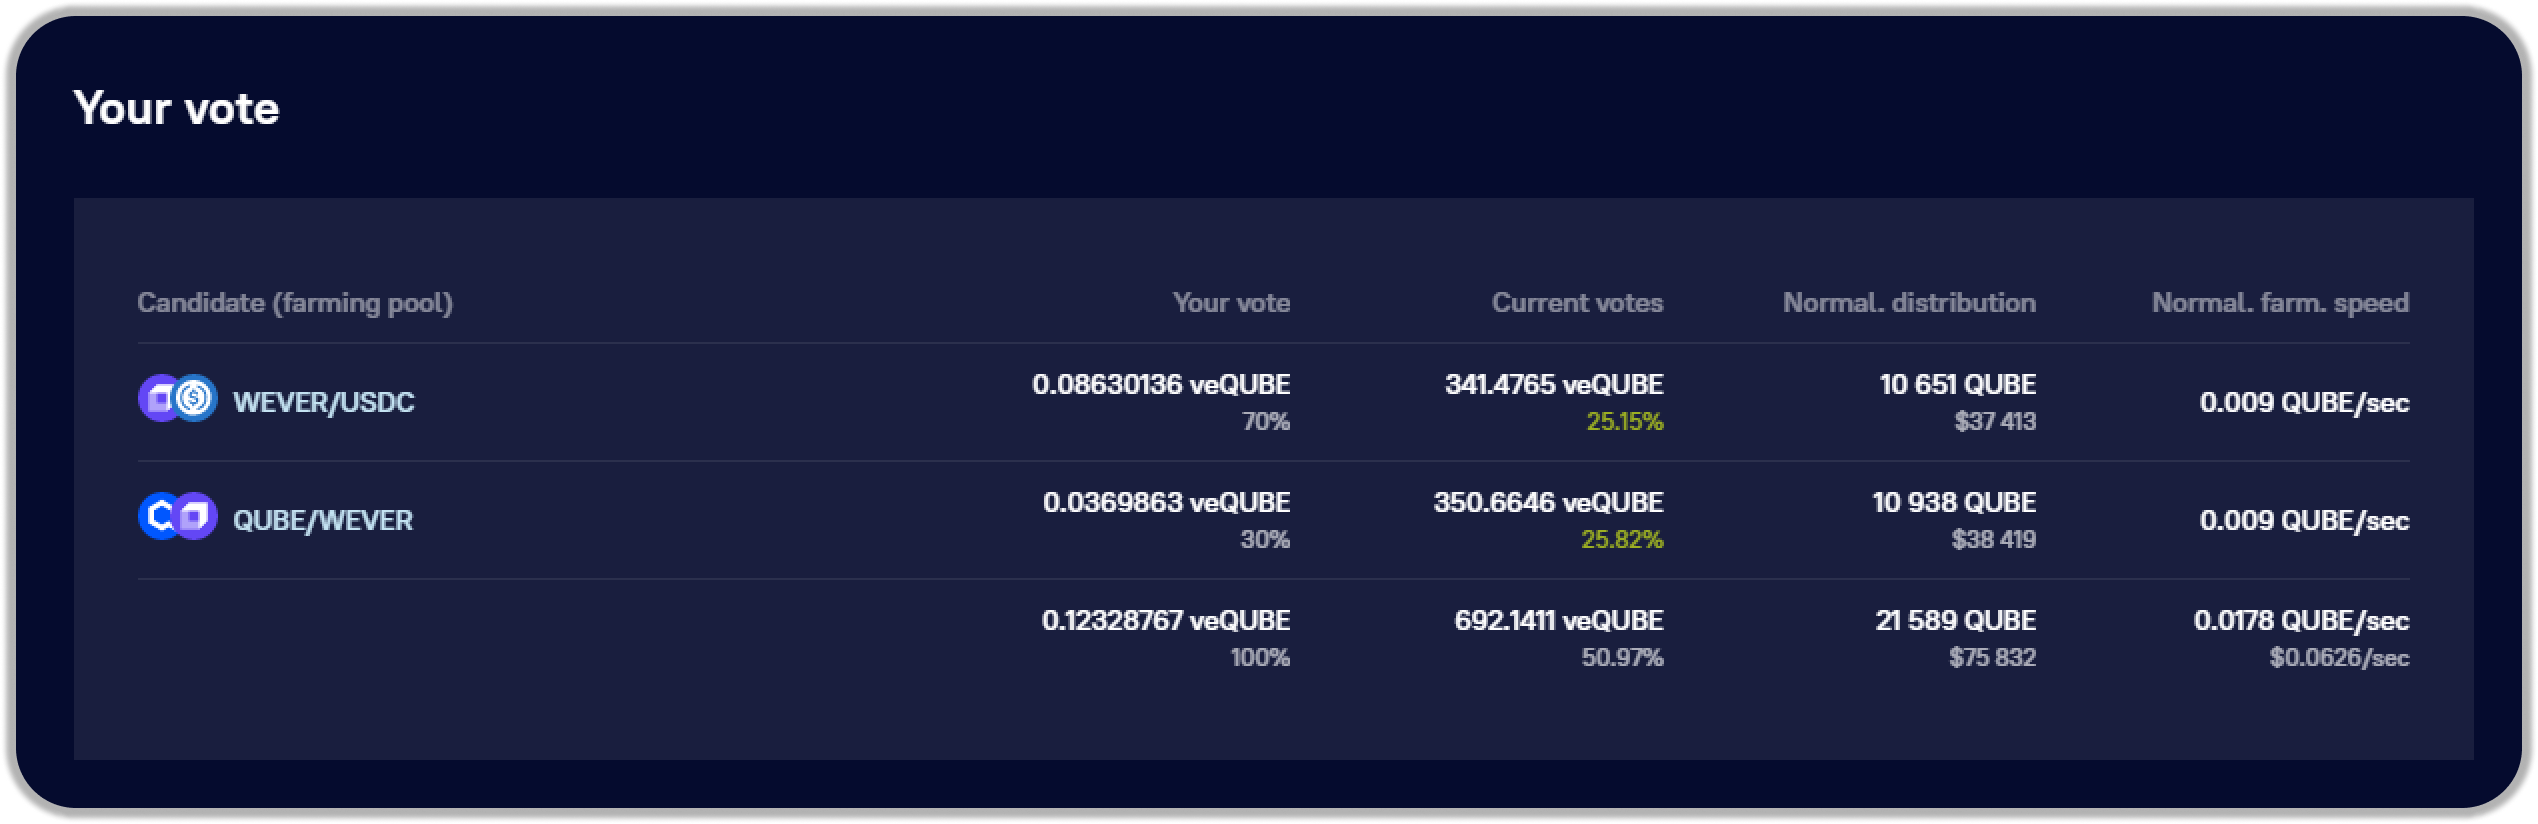 Your vote
Candidate (farming pool) Your vote Current votes Normal. distribution Normal. farm. speed
WEVER/USDC 0.08630136 veQUBE 341.4765 veQUBE 10 651 QUBE 0.009 QUBE/sec
70% 25.15% $37 413
QUBE/WEVER 0.0369863 veQUBE 350.6646 veQUBE 10 938 QUBE 0.009 QUBE/sec
30% 25.82% $38 419
0.12328767 veQUBE 692.1411 veQUBE 21 589 QUBE 0.0178 QUBE/sec
100% 50.97% $75 832 $0.0626/sec